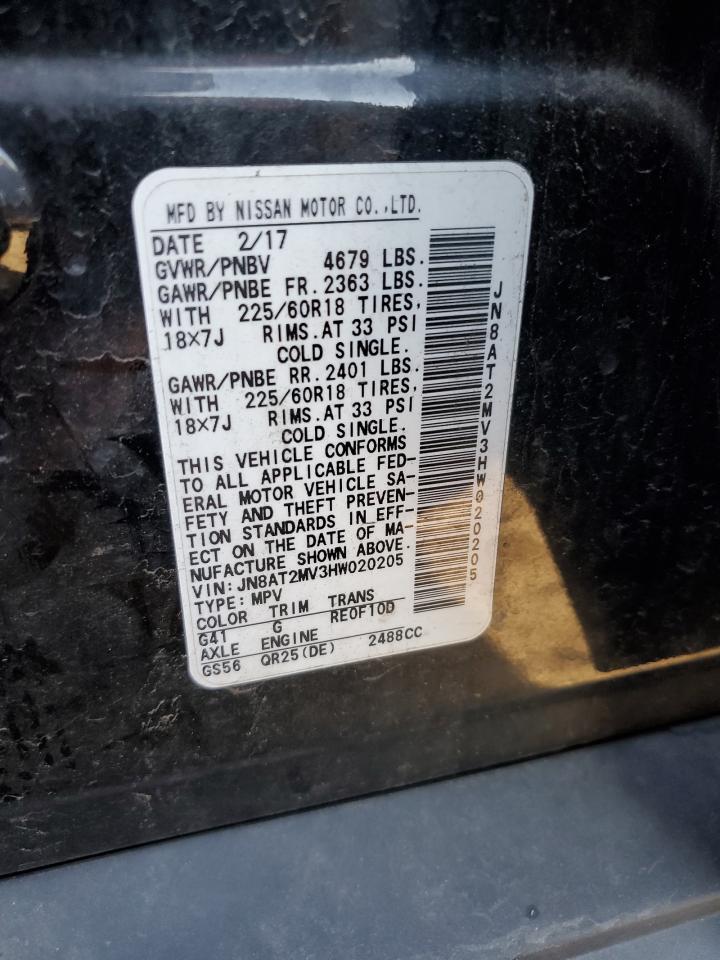 MFD BY NISSAN MOTOR CO.,LTD.
DATE 2/17
GVWR/PNBV 4679 LBS.
GAWR/PNBE FR.2363 LBS.
WITH 225/60R18 TIRES,
18×7J RIMS.AT 33 PSI
COLD SINGLE.
GAWR/PNBE RR.2401 LBS.
WITH 225/60R18 TIRES,
18×7J RIMS.AT 33 PSI
COLD SINGLE.
THIS VEHICLE CONFORMS
TO ALL APPLICABLE FED-
ERAL MOTOR VEHICLE SA-
FETY AND THEFT PREVEN-
TION STANDARDS IN EFF-
ECT ON THE DATE OF MA-
NUFACTURE SHOWN ABOVE.
VIN:JN8AT2MV3HW020205
TYPE:MPV
COLOR TRIM TRANS
G41 G RE0F10D
AXLE ENGINE
GS56 QR25(DE) 2488CC
JN8AT2MV3HW020205